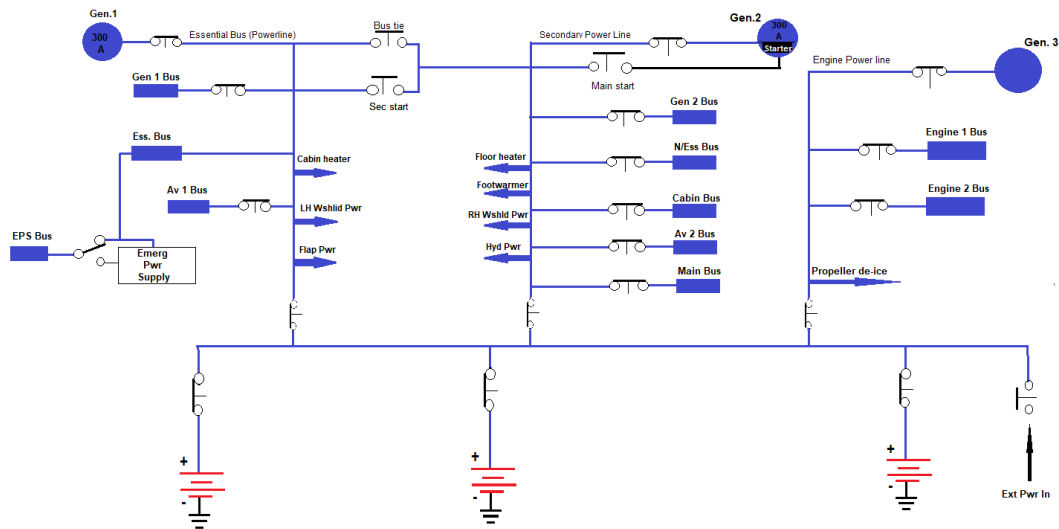 Gen.1
300
A
Essential Bus (Powerline)
Bus tie
Gen 1 Bus
Sec start
Ess. Bus
Cabin heater
Av 1 Bus
LH Wshlid Pwr
EPS Bus
Flap Pwr
Emerg
Pwr
Supply
Secondary Power Line
Gen.2
300
A
Starter
Main start
Gen 2 Bus
Floor heater
N/Ess Bus
Footwarmer
Cabin Bus
RH Wshld Pwr
Av 2 Bus
Hyd Pwr
Main Bus
Gen. 3
Engine Power line
Engine 1 Bus
Engine 2 Bus
Propeller de-ice
+
-
+
-
+
-
Ext Pwr In